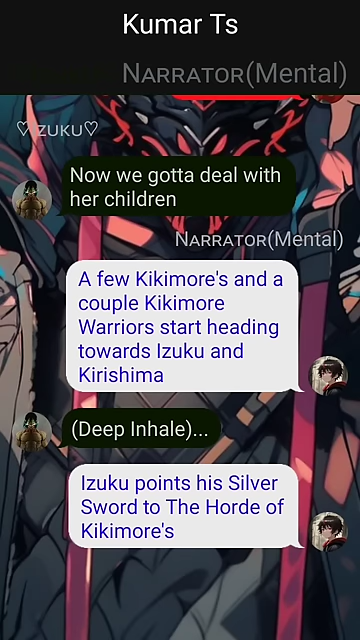 Kumar Ts
Narrator(Mental)
♡ zuku♡
Now we gotta deal with
her children
Narrator(Mental)
A few Kikimore's and a
couple Kikimore
Warriors start heading
towards Izuku and
Kirishima
(Deep Inhale)...
Izuku points his Silver
Sword to The Horde of
Kikimore's